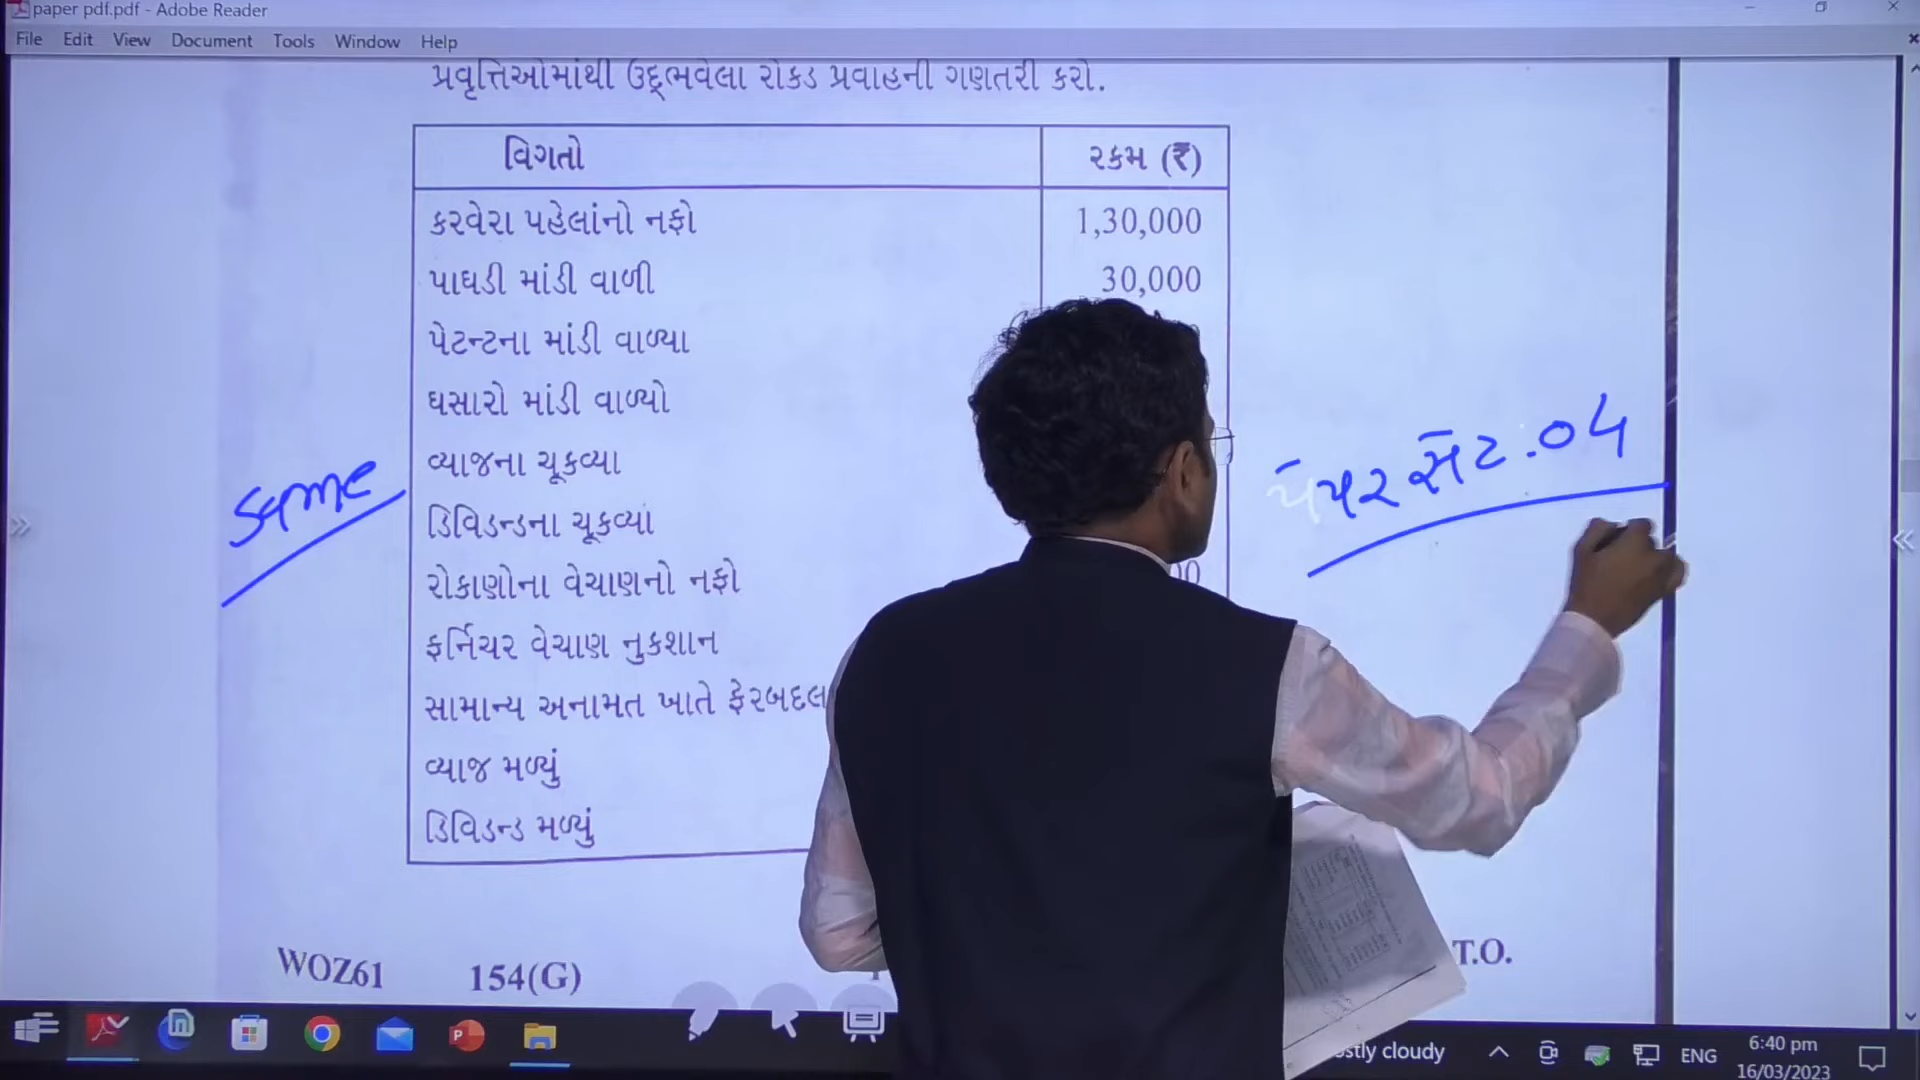 paper pdf.pdf - Adobe Reader
File Edit View Document Tools Window Help
પ્રવૃત્તિઓમાંથી ઉદ્ભવેલા રોકડ પ્રવાહની ગણતરી કરો.
વિગતો રકમ (₹)
કરવેરા પહેલાંનો નફો 1,30,000
પાઘડી માંડી વાળી 30,000
પેટન્ટના માંડી વાળ્યા
ઘસારો માંડી વાળ્યો
વ્યાજના ચૂકવ્યા
ડિવિડન્ડના ચૂકવ્યા
રોકાણોના વેચાણનો નફો
ફર્નિચર વેચાણ નુકશાન
સામાન્ય અનામત ખાતે ફેરબદલ
વ્યાજ મળ્યું
ડિવિડન્ડ મળ્યું
same
પેપર સેટ.04
WOZ61 154(G) T.O.
cloudy ENG 6:40 pm
16/03/2023